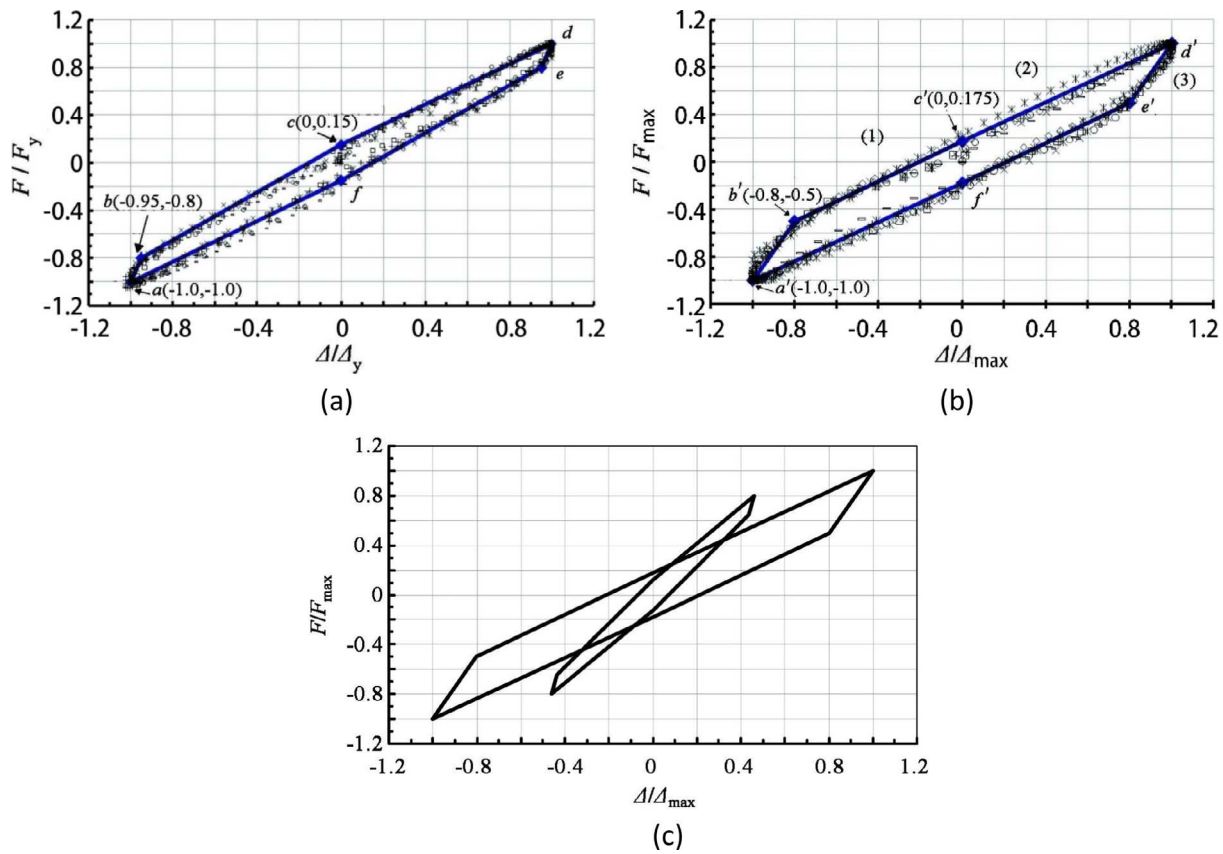 1.2
0.8
0.4
0
-0.4
-0.8
-1.2
F/Fy
d
e
c(0,0.15)
f
b(-0.95,-0.8)
a(-1.0,-1.0)
-1.2 -0.8 -0.4 0 0.4 0.8 1.2
Δ/Δy
(a)
1.2
0.8
0.4
0
-0.4
-0.8
-1.2
F/Fmax
(2)
d'
(3)
c'(0,0.175)
e'
(1)
b'(-0.8,-0.5)
f'
a'(-1.0,-1.0)
-1.2 -0.8 -0.4 0 0.4 0.8 1.2
Δ/Δmax
(b)
1.2
0.8
0.4
0
-0.4
-0.8
-1.2
F/Fmax
-1.2 -0.8 -0.4 0 0.4 0.8 1.2
Δ/Δmax
(c)